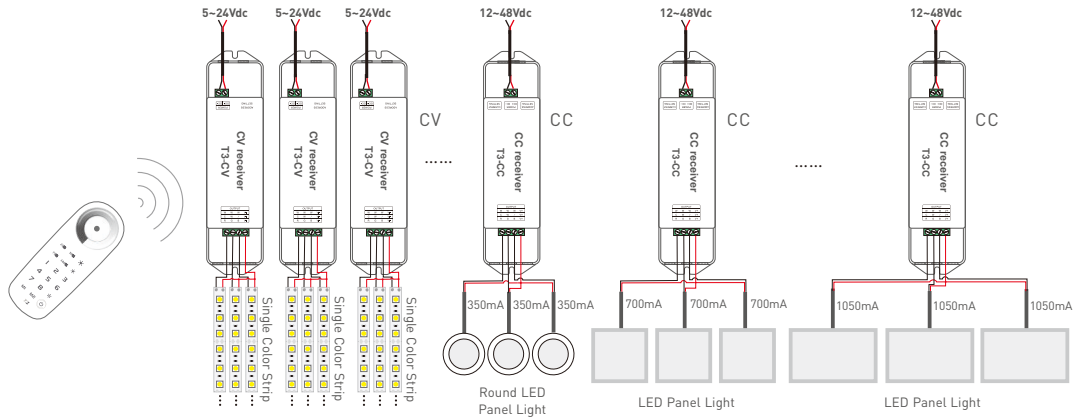 5~24Vdc
5~24Vdc
5~24Vdc
12~48Vdc
12~48Vdc
12~48Vdc
CV receiver
T3-CV
CV receiver
T3-CV
CV receiver
T3-CV
CV
......
CC receiver
T3-CC
CC
CC receiver
T3-CC
CC
......
CC receiver
T3-CC
CC
OUTPUT
OUTPUT
OUTPUT
Single Color Strip
Single Color Strip
Single Color Strip
350mA
350mA
350mA
700mA
700mA
700mA
1050mA
1050mA
1050mA
Round LED
Panel Light
LED Panel Light
LED Panel Light